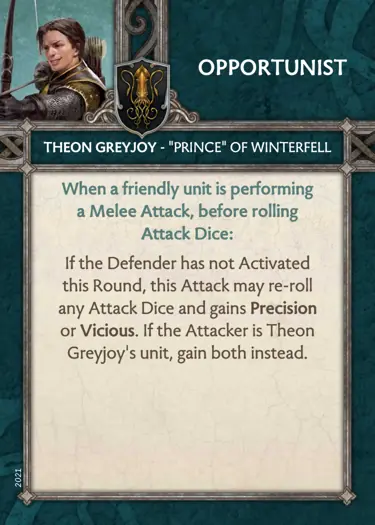 OPPORTUNIST
THEON GREYJOY - "PRINCE" OF WINTERFELL
When a friendly unit is performing
a Melee Attack, before rolling
Attack Dice:
If the Defender has not Activated
this Round, this Attack may re-roll
any Attack Dice and gains Precision
or Vicious. If the Attacker is Theon
Greyjoy's unit, gain both instead.
2021